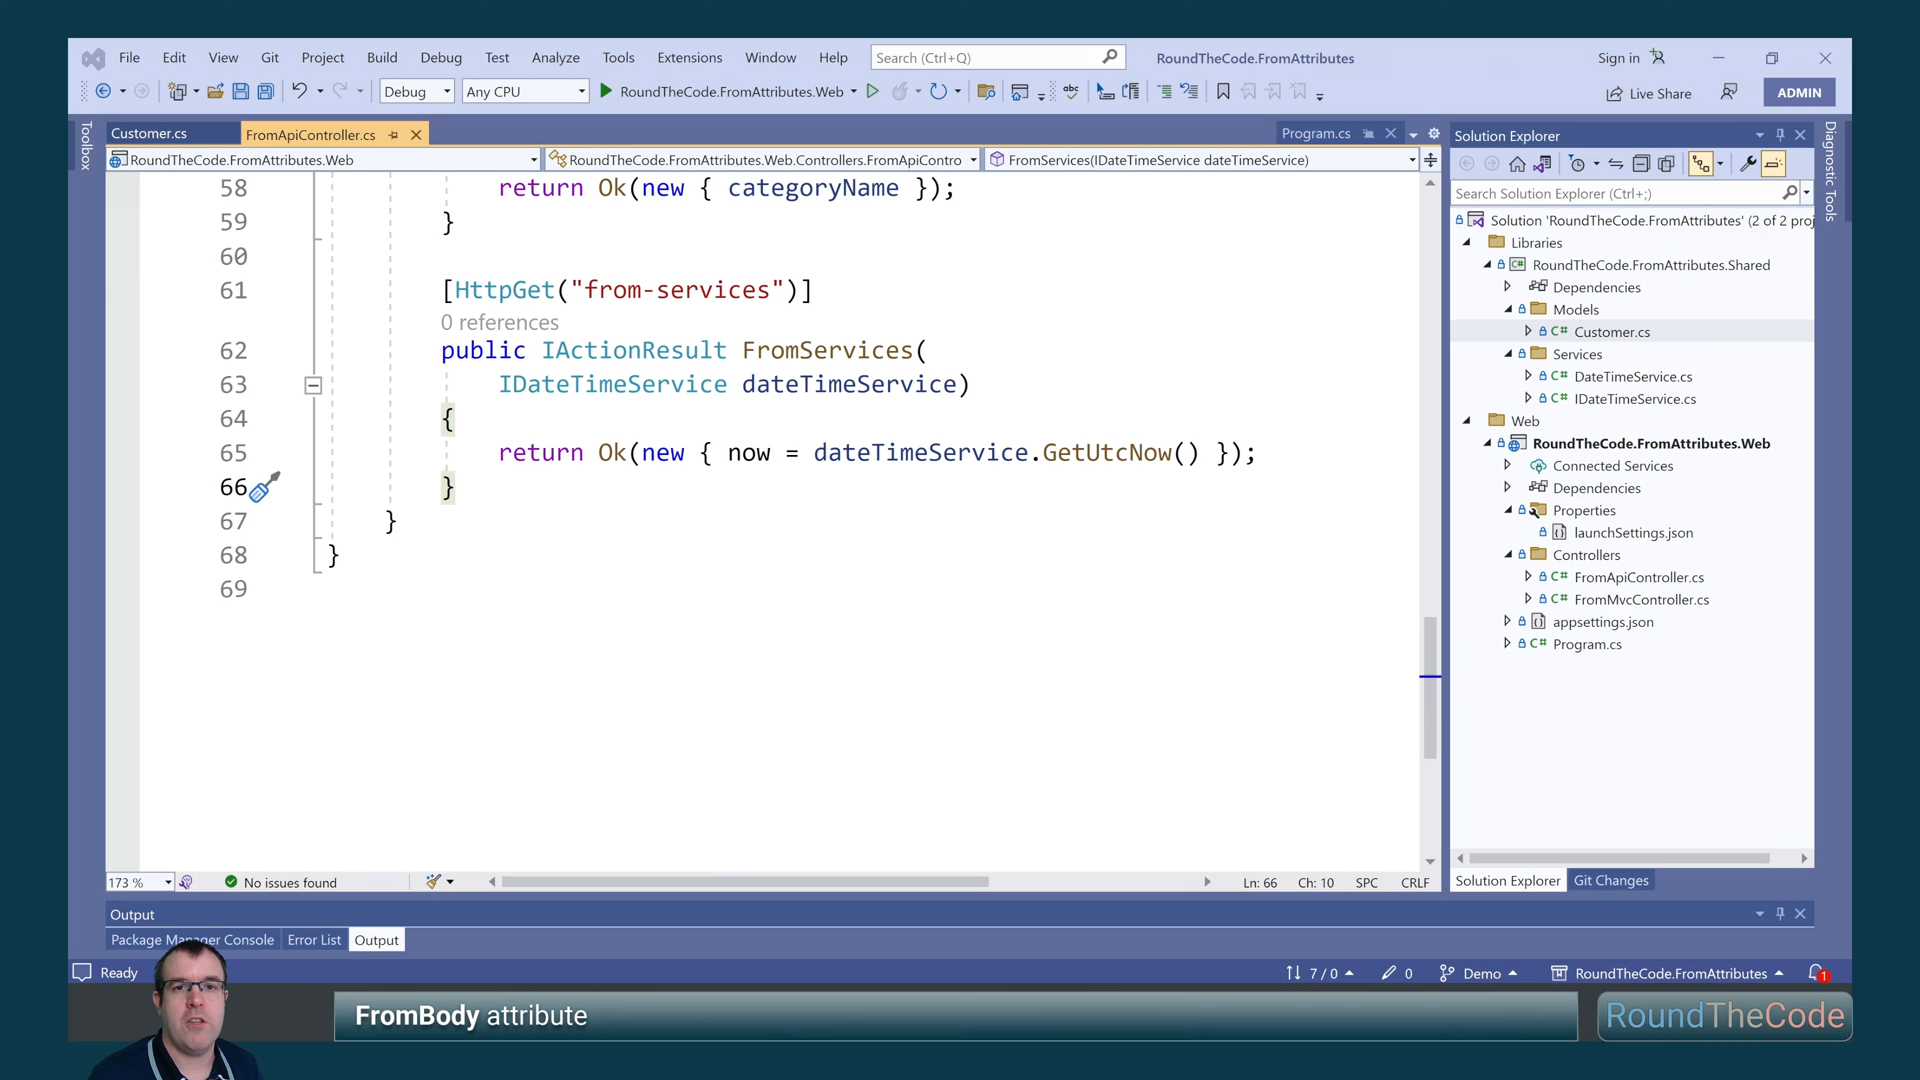 File Edit View Git Project Build Debug Test Analyze Tools Extensions Window Help Search (Ctrl+Q) RoundTheCode.FromAttributes Sign in
Debug Any CPU RoundTheCode.FromAttributes.Web Live Share ADMIN
Toolbox
Customer.cs FromApiController.cs Program.cs
RoundTheCode.FromAttributes.Web RoundTheCode.FromAttributes.Web.Controllers.FromApiContro FromServices(IDateTimeService dateTimeService)
58 return Ok(new { categoryName });
59 }
60
61 [HttpGet("from-services")]
0 references
62 public IActionResult FromServices(
63 IDateTimeService dateTimeService)
64 {
65 return Ok(new { now = dateTimeService.GetUtcNow() });
66 }
67 }
68 }
69
173 % No issues found Ln: 66 Ch: 10 SPC CRLF
Solution Explorer
Search Solution Explorer (Ctrl+;)
Solution 'RoundTheCode.FromAttributes' (2 of 2 proj
Libraries
RoundTheCode.FromAttributes.Shared
Dependencies
Models
C# Customer.cs
Services
C# DateTimeService.cs
C# IDateTimeService.cs
Web
RoundTheCode.FromAttributes.Web
Connected Services
Dependencies
Properties
launchSettings.json
Controllers
C# FromApiController.cs
C# FromMvcController.cs
appsettings.json
C# Program.cs
Solution Explorer Git Changes
Diagnostic Tools
Output
Package Manager Console Error List Output
Ready 7 / 0 0 Demo RoundTheCode.FromAttributes 1
FromBody attribute
RoundTheCode